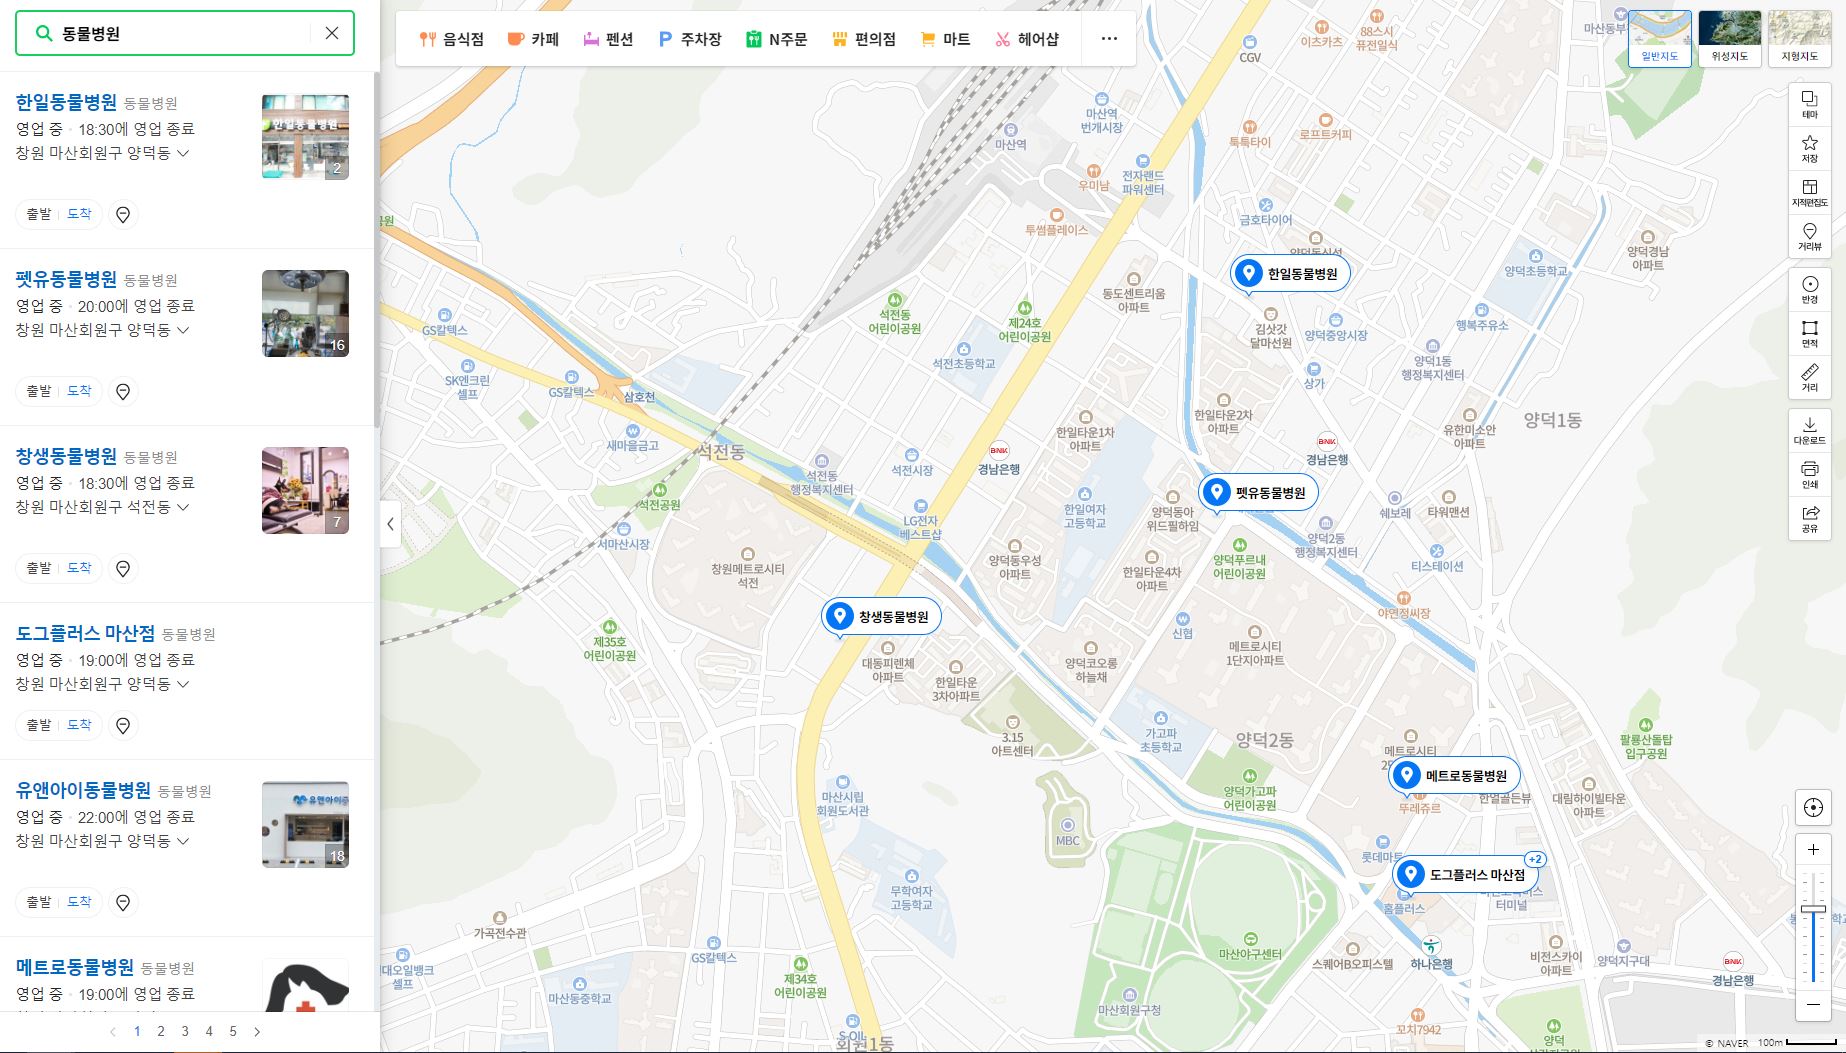 동물병원
음식점
카페
펜션
주차장
N주문
편의점
마트
헤어샵
일반지도
위성지도
지형지도
테마
저장
지적편집도
거리뷰
반경
면적
거리
다운로드
인쇄
공유
한일동물병원 동물병원
영업 중 · 18:30에 영업 종료
창원 마산회원구 양덕동
2
출발 도착
펫유동물병원 동물병원
영업 중 · 20:00에 영업 종료
창원 마산회원구 양덕동
16
출발 도착
창생동물병원 동물병원
영업 중 · 18:30에 영업 종료
창원 마산회원구 석전동
7
출발 도착
도그플러스 마산점 동물병원
영업 중 · 19:00에 영업 종료
창원 마산회원구 양덕동
출발 도착
유앤아이동물병원 동물병원
영업 중 · 22:00에 영업 종료
창원 마산회원구 양덕동
18
출발 도착
메트로동물병원 동물병원
영업 중 · 19:00에 영업 종료
1 2 3 4 5
이츠카츠
88스시
퓨전일식
CGV
마산역
번개시장
마산역
툭툭타이
로프트커피
우미남
전자랜드
파워센터
투썸플레이스
금호타이어
양덕경남
아파트
양덕초등학교
한일동물병원
동도센트리움
아파트
석전동
어린이공원
제24호
어린이공원
김삿갓
달마선원
양덕중앙시장
행복주유소
GS칼텍스
석전초등학교
양덕1동
행정복지센터
SK엔크린
셀프
GS칼텍스
삼호천
상가
한일타운2차
아파트
양덕1동
유한미소안
아파트
새마을금고
한일타운1차
아파트
석전동
BNK
경남은행
BNK
경남은행
석전시장
석전동
행정복지센터
석전공원
펫유동물병원
LG전자
베스트샵
한일여자
고등학교
양덕동아
위드필하임
쉐보레
타워맨션
서마산시장
양덕2동
행정복지센터
창원메트로시티
석전
양덕동우성
아파트
한일타운4차
아파트
양덕푸르내
어린이공원
티스테이션
야연정씨장
창생동물병원
신협
제35호
어린이공원
대동피렌체
아파트
한일타운
3차아파트
양덕코오롱
하늘채
메트로시티
1단지아파트
3.15
아트센터
가고파
초등학교
양덕2동
팔룡산돌탑
입구공원
메트로시티
메트로동물병원
뚜레쥬르
한얼골든뷰
대림하이빌타운
아파트
양덕가고파
어린이공원
마산시립
회원도서관
MBC
롯데마트
도그플러스 마산점
+2
홈플러스
터미널
무학여자
고등학교
가곡전수관
마산야구센터
스퀘어B오피스텔
하나은행
비전스카이
아파트
양덕지구대
BNK
경남은행
GS칼텍스
셀프
마산동중학교
제34호
어린이공원
마산회원구청
꼬치7942
S-OIL
회원1동
양덕
© NAVER 100m